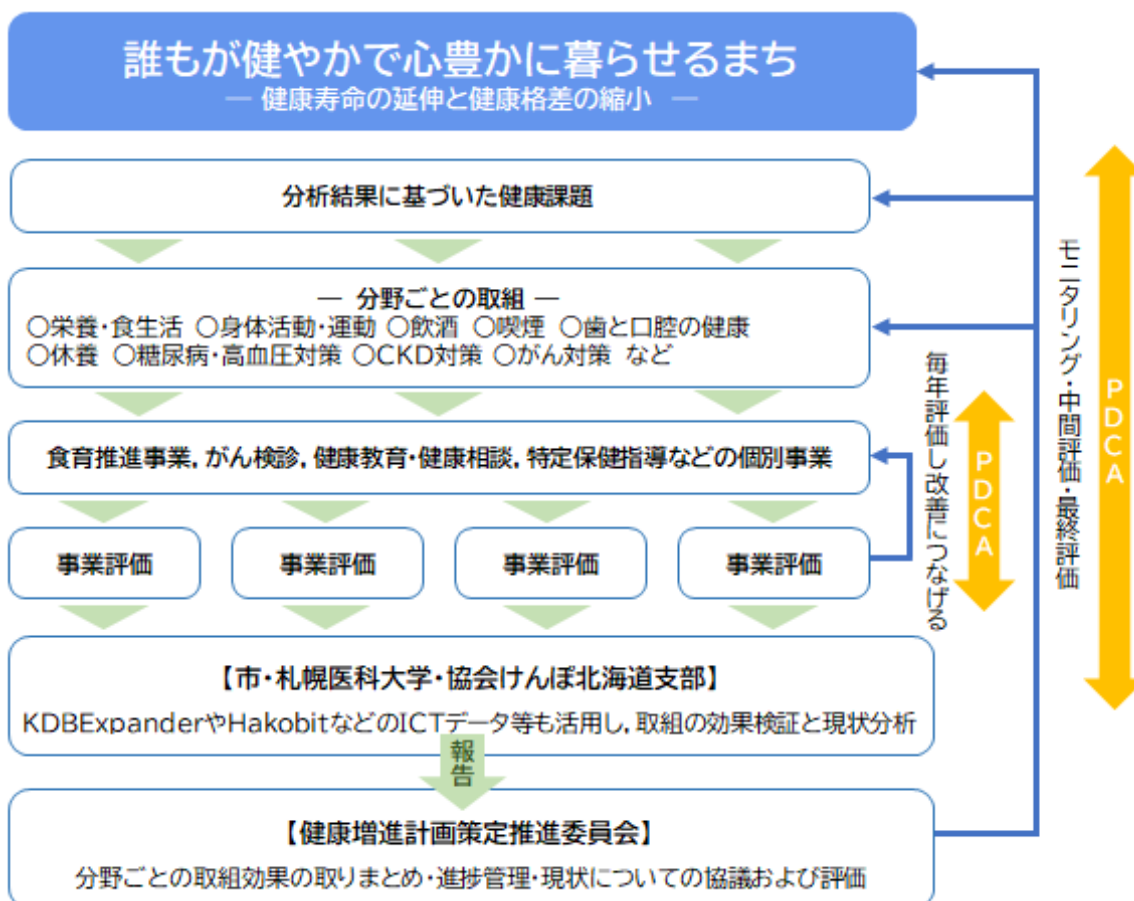 誰もが健やかで心豊かに暮らせるまち
― 健康寿命の延伸と健康格差の縮小 ―
分析結果に基づいた健康課題
― 分野ごとの取組 ―
○栄養・食生活 ○身体活動・運動 ○飲酒 ○喫煙 ○歯と口腔の健康
○休養 ○糖尿病・高血圧対策 ○CKD対策 ○がん対策 など
食育推進事業,がん検診,健康教育・健康相談,特定保健指導などの個別事業
事業評価
事業評価
事業評価
事業評価
毎年評価し改善につなげる
PDCA
モニタリング・中間評価・最終評価
PDCA
【市・札幌医科大学・協会けんぽ北海道支部】
KDBExpanderやHakobitなどのICTデータ等も活用し,取組の効果検証と現状分析
報告
【健康増進計画策定推進委員会】
分野ごとの取組効果の取りまとめ・進捗管理・現状についての協議および評価